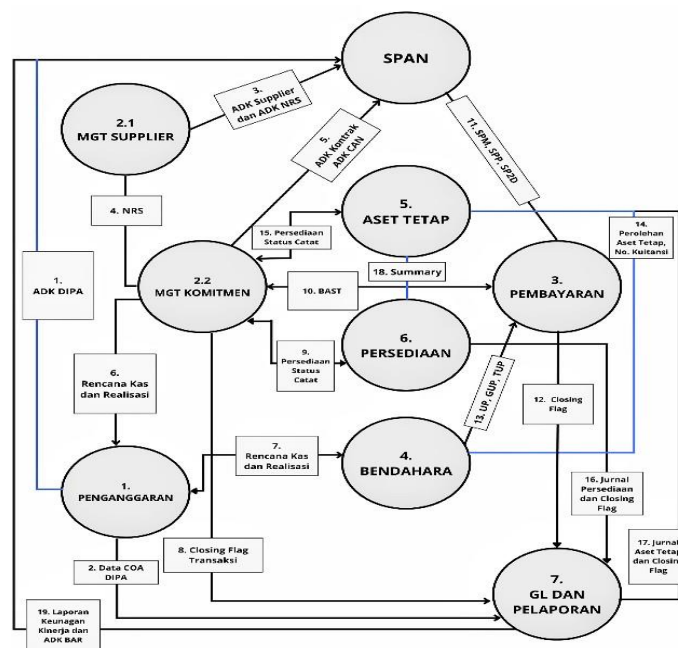 SPAN
3.
ADK Supplier
dan ADK NRS
2.1
MGT SUPPLIER
5.
ADK Kontrak
ADK CAN
11. SPM, SPP, SP2D
4. NRS
5.
ASET TETAP
14.
Perolehan
Aset Tetap,
No. Kuitansi
15. Persediaan
Status Catat
1.
ADK DIPA
2.2
MGT KOMITMEN
18. Summary
10. BAST
3.
PEMBAYARAN
6.
PERSEDIAAN
9.
Persediaan
Status
Catat
6.
Rencana Kas
dan Realisasi
13. UP, GUP, TUP
12. Closing
Flag
7.
Rencana Kas
dan Realisasi
4.
BENDAHARA
1.
PENGANGGARAN
16. Jurnal
Persediaan
dan Closing
Flag
8. Closing Flag
Transaksi
17. Jurnal
Aset Tetap
dan Closing
Flag
2. Data COA
DIPA
7.
GL DAN
PELAPORAN
19. Laporan
Keunagan
Kinerja dan
ADK BAR